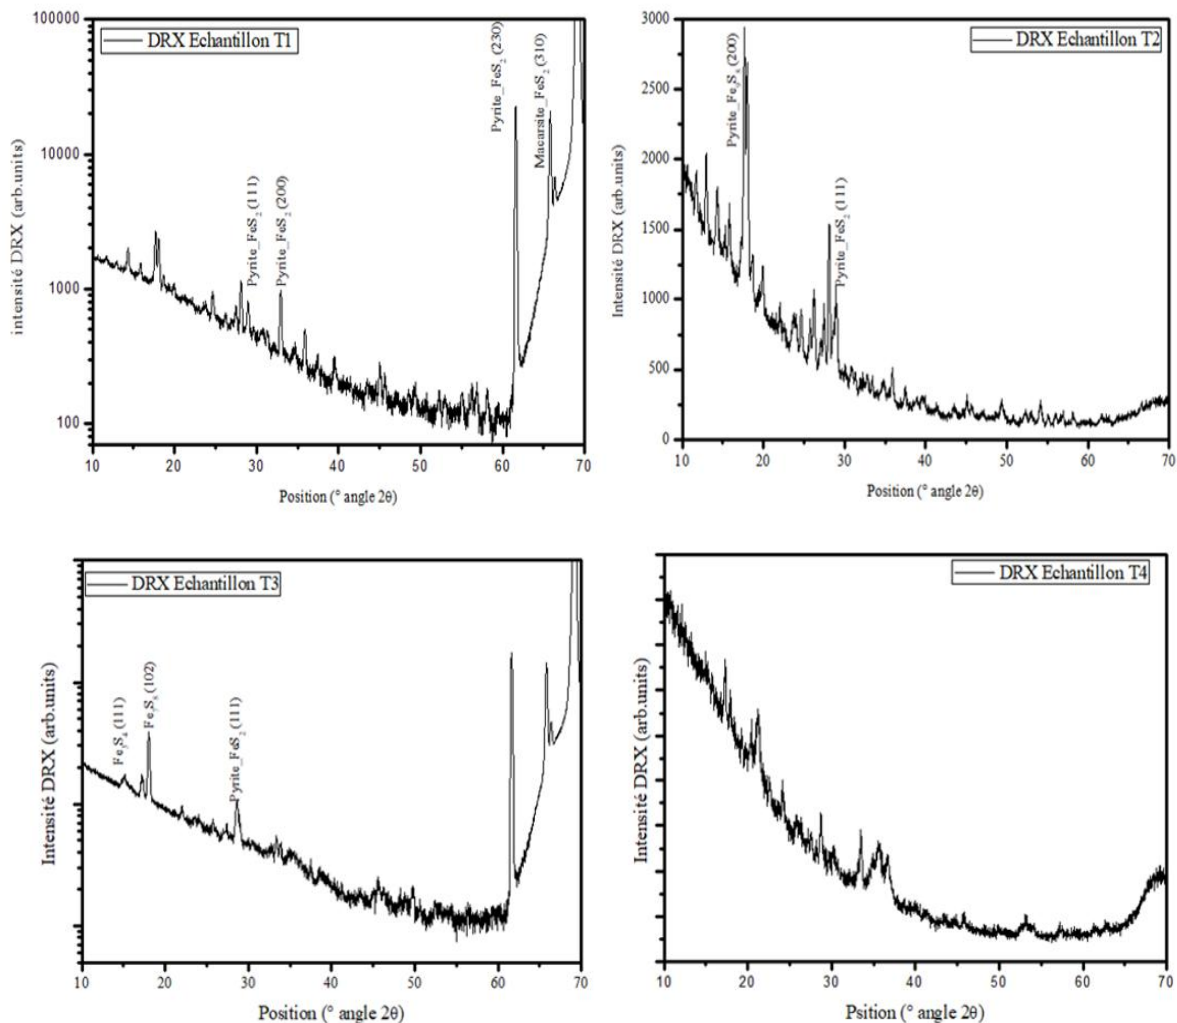 100000
10000
1000
100
10 20 30 40 50 60 70
intensité DRX (arb.units)
Position (° angle 2θ)
DRX Echantillon T1
Pyrite_FeS₂ (111)
Pyrite_FeS₂ (200)
Pyrite_FeS₂ (230)
Macarsite_FeS₂ (310)
3000
2500
2000
1500
1000
500
0
10 20 30 40 50 60 70
Intensité DRX (arb.units)
Position (° angle 2θ)
DRX Echantillon T2
(200)
Pyrite_FeS₂ (111)
10 20 30 40 50 60 70
Intensité DRX (arb.units)
Position (° angle 2θ)
DRX Echantillon T3
Fe₃S₄ (111)
(102)
Pyrite_FeS₂ (111)
10 20 30 40 50 60 70
Intensité DRX (arb.units)
Psition (° angle 2θ)
DRX Echantillon T4